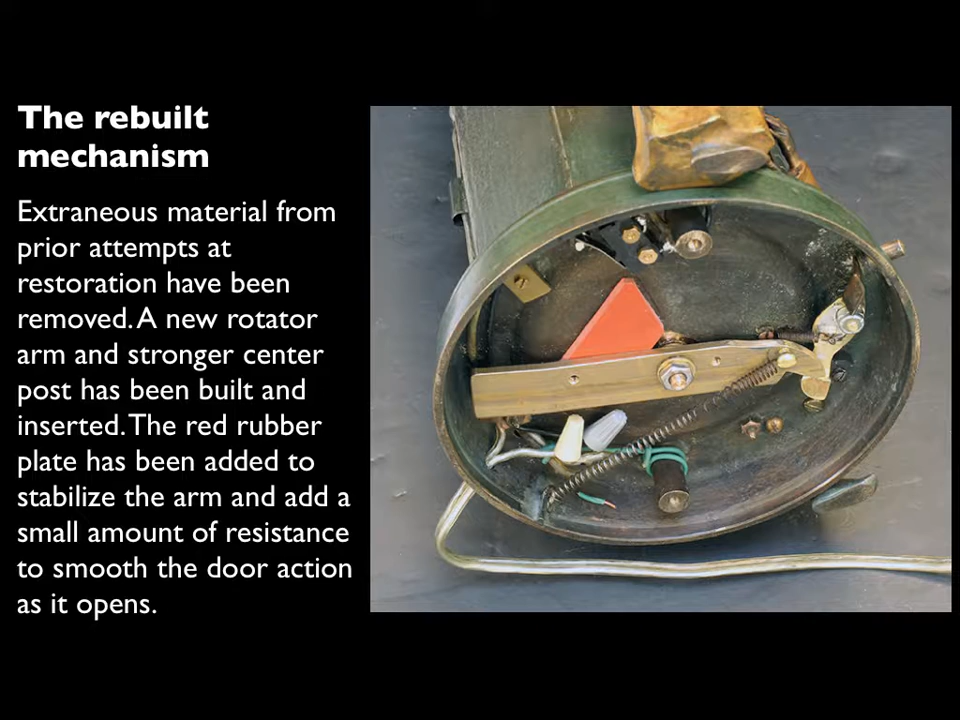 The rebuilt
mechanism
Extraneous material from
prior attempts at
restoration have been
removed. A new rotator
arm and stronger center
post has been built and
inserted. The red rubber
plate has been added to
stabilize the arm and add a
small amount of resistance
to smooth the door action
as it opens.